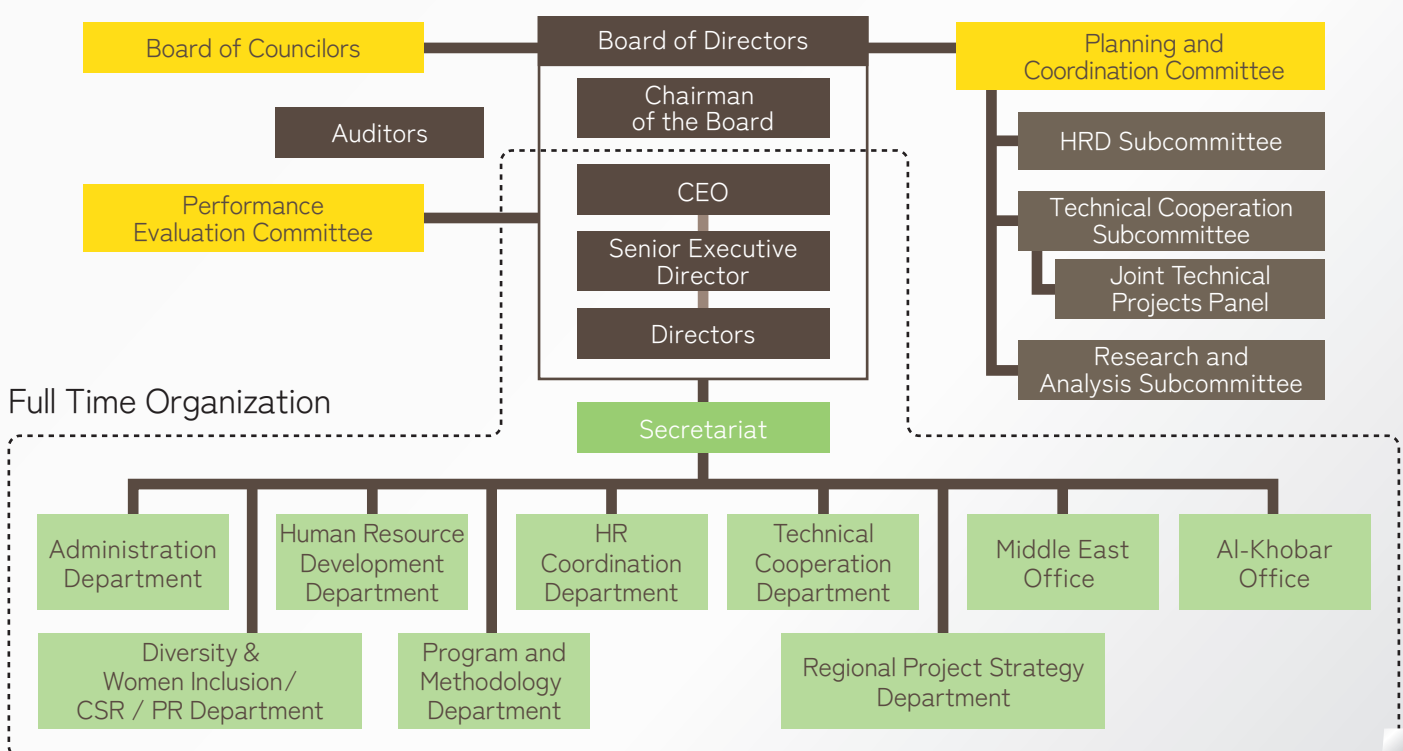 Board of Councilors
Board of Directors
Planning and
Coordination Committee
Chairman
of the Board
Auditors
HRD Subcommittee
CEO
Performance
Evaluation Committee
Technical Cooperation
Subcommittee
Senior Executive
Director
Joint Technical
Projects Panel
Directors
Research and
Analysis Subcommittee
Full Time Organization
Secretariat
Administration
Department
Human Resource
Development
Department
HR
Coordination
Department
Technical
Cooperation
Department
Middle East
Office
Al-Khobar
Office
Diversity &
Women Inclusion/
CSR / PR Department
Program and
Methodology
Department
Regional Project Strategy
Department